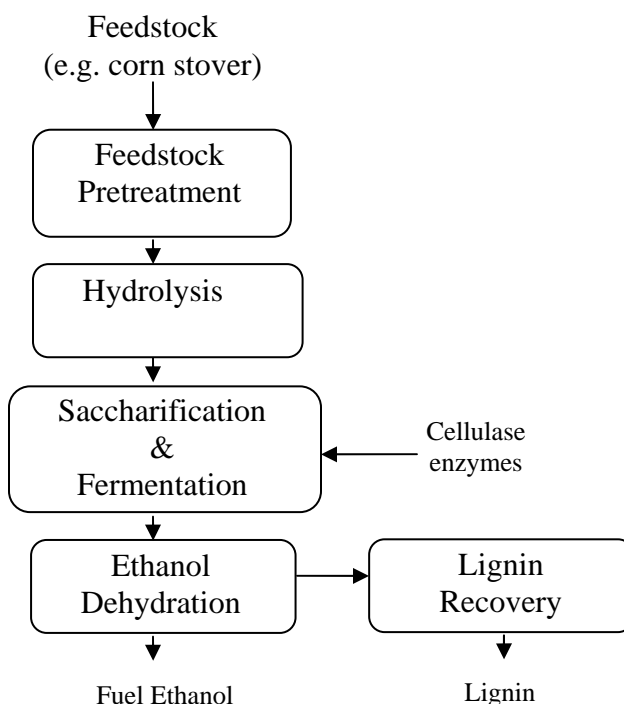 Feedstock
(e.g. corn stover)
Feedstock
Pretreatment
Hydrolysis
Saccharification
&
Fermentation
Cellulase
enzymes
Ethanol
Dehydration
Lignin
Recovery
Fuel Ethanol
Lignin